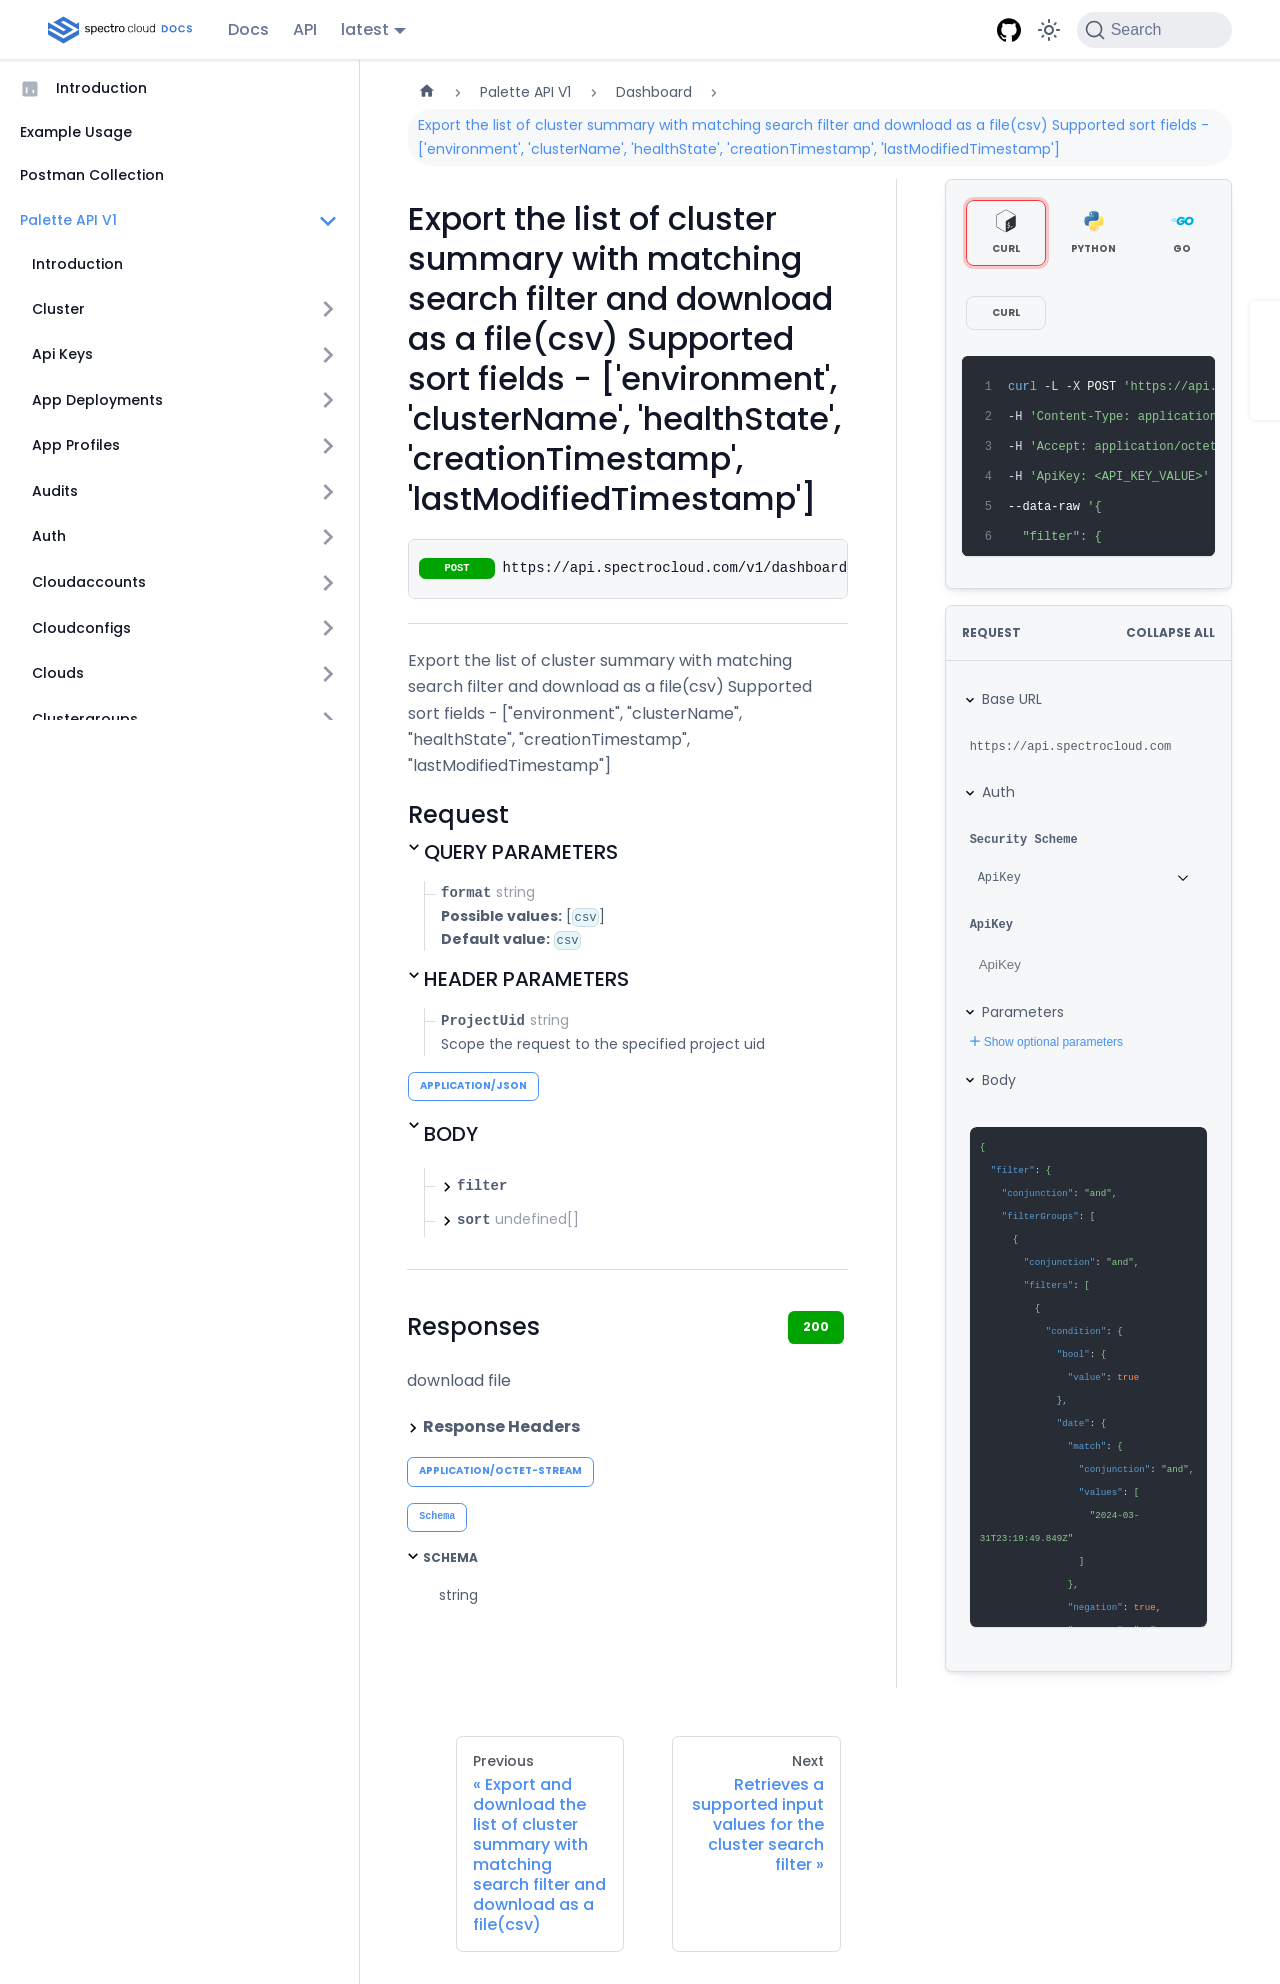 spectro cloud DOCS
Docs
API
latest
Search
Introduction
Example Usage
Postman Collection
Palette API V1
Introduction
Cluster
Api Keys
App Deployments
App Profiles
Audits
Auth
Cloudaccounts
Cloudconfigs
Clouds
Clustergroups
Palette API V1
Dashboard
Export the list of cluster summary with matching search filter and download as a file(csv) Supported sort fields -
['environment', 'clusterName', 'healthState', 'creationTimestamp', 'lastModifiedTimestamp']
Export the list of cluster
summary with matching
search filter and download
as a file(csv) Supported
sort fields - ['environment',
'clusterName', 'healthState',
'creationTimestamp',
'lastModifiedTimestamp']
POST https://api.spectrocloud.com/v1/dashboard
Export the list of cluster summary with matching
search filter and download as a file(csv) Supported
sort fields - ["environment", "clusterName",
"healthState", "creationTimestamp",
"lastModifiedTimestamp"]
Request
QUERY PARAMETERS
format string
Possible values: [csv]
Default value: csv
HEADER PARAMETERS
ProjectUid string
Scope the request to the specified project uid
APPLICATION/JSON
BODY
filter
sort undefined[]
Responses
200
download file
Response Headers
APPLICATION/OCTET-STREAM
Schema
SCHEMA
string
CURL
PYTHON
GO
CURL
1 curl -L -X POST 'https://api.
2 -H 'Content-Type: application
3 -H 'Accept: application/octet
4 -H 'ApiKey: <API_KEY_VALUE>'
5 --data-raw '{
6 "filter": {
REQUEST
COLLAPSE ALL
Base URL
https://api.spectrocloud.com
Auth
Security Scheme
ApiKey
ApiKey
ApiKey
Parameters
Show optional parameters
Body
{
"filter": {
"conjunction": "and",
"filterGroups": [
{
"conjunction": "and",
"filters": [
{
"condition": {
"bool": {
"value": true
},
"date": {
"match": {
"conjunction": "and",
"values": [
"2024-03-
31T23:19:49.849Z"
]
},
"negation": true,
Previous
« Export and
download the
list of cluster
summary with
matching
search filter and
download as a
file(csv)
Next
Retrieves a
supported input
values for the
cluster search
filter »